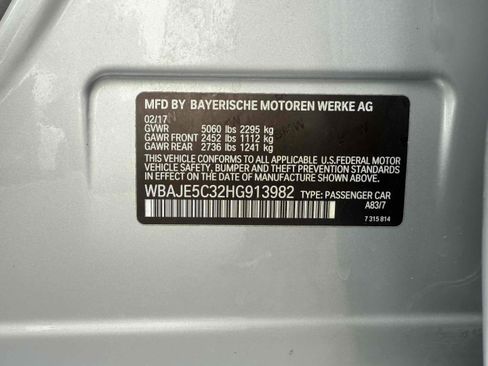 MFD BY BAYERISCHE MOTOREN WERKE AG
02/17
GVWR 5060 lbs 2295 kg
GAWR FRONT 2452 lbs 1112 kg
GAWR REAR 2736 lbs 1241 kg
THIS VEHICLE CONFORMS TO ALL APPLICABLE U.S.FEDERAL MOTOR
VEHICLE SAFETY, BUMPER, AND THEFT PREVENTION STANDARDS IN
EFFECT ON THE DATE OF MANUFACTURE SHOWN ABOVE.
WBAJE5C32HG913982 TYPE: PASSENGER CAR
A83/7
7 315 814